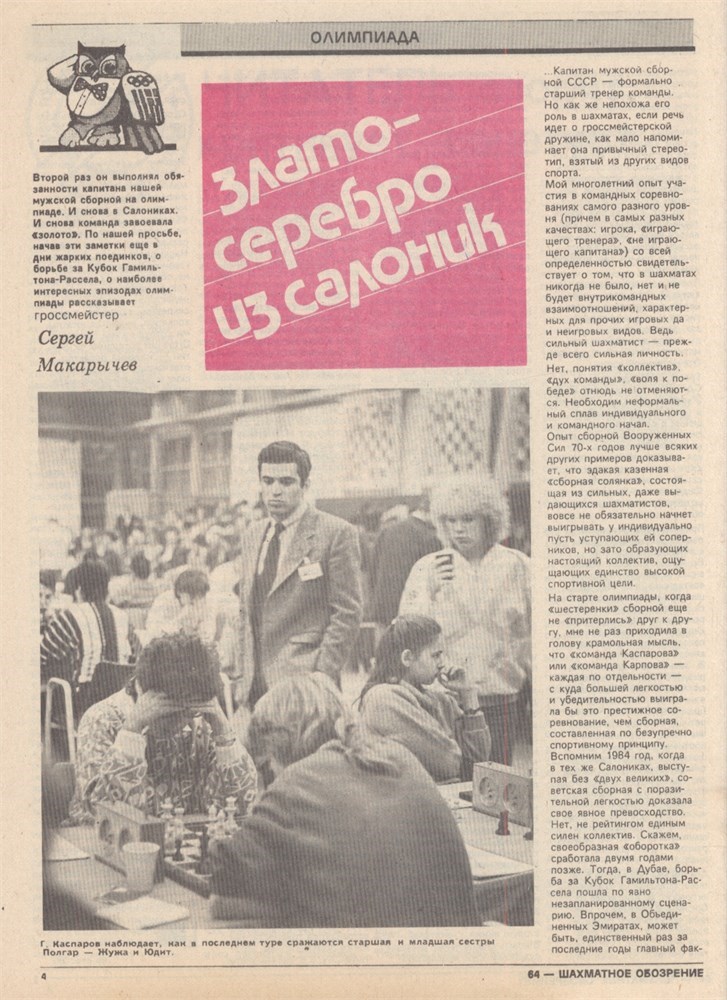 ОЛИМПИАДА
Злато-
серебро
из Салоник
Второй раз он выполнял обя-
занности капитана нашей
мужской сборной на олим-
пиаде. И снова в Салониках.
И снова команда завоевала
«золото». По нашей просьбе,
начав эти заметки еще в
дни жарких поединков, о
борьбе за Кубок Гамиль-
тона-Рассела, о наиболее
интересных эпизодах олим-
пиады рассказывает
гроссмейстер
Сергей
Макарычев
...Капитан мужской сбор-
ной СССР — формально
старший тренер команды.
Но как же непохожа его
роль в шахматах, если речь
идет о гроссмейстерской
дружине, как мало напоми-
нает она привычный стерео-
тип, взятый из других видов
спорта.
Мой многолетний опыт уча-
стия в командных соревно-
ваниях самого разного уров-
ня (причем в самых разных
качествах: игрока, «играю-
щего тренера», «не играю-
щего капитана») со всей
определенностью свидетель-
ствует о том, что в шахматах
никогда не было, нет и не
будет внутрикомандных
взаимоотношений, характер-
ных для прочих игровых да
и неигровых видов. Ведь
сильный шахматист — преж-
де всего сильная личность.
Нет, понятия «коллектив»,
«дух команды», «воля к по-
беде» отнюдь не отменяют-
ся. Необходим неформаль-
ный сплав индивидуального
и командного начал.
Опыт сборной Вооруженных
Сил 70-х годов лучше всяких
других примеров доказыва-
ет, что эдакая казенная
«сборная солянка», состоя-
щая из сильных, даже вы-
дающихся шахматистов,
вовсе не обязательно начнет
выигрывать у индивидуально
пусть уступающих ей сопер-
ников, но зато образующих
настоящий коллектив, ощу-
щающих единство высокой
спортивной цели.
На старте олимпиады, когда
«шестеренки» сборной еще
не «притерлись» друг к дру-
гу, мне не раз приходила в
голову крамольная мысль,
что «команда Каспарова»
или «команда Карпова» —
каждая по отдельности —
с куда большей легкостью
и убедительностью выигра-
ла бы это престижное со-
ревнование, чем сборная,
составленная по безупречно
спортивному принципу.
Вспомним 1984 год, когда
в тех же Салониках, высту-
пая без «двух великих», со-
ветская сборная с порази-
тельной легкостью доказала
свое явное превосходство.
Нет, не рейтингом единым
силен коллектив. Скажем,
своеобразная «оборотка»
сработала двумя годами
позже. Тогда, в Дубае, борь-
ба за Кубок Гамильтона-Рас-
села пошла по явно
незапланированному сцена-
рию. Впрочем, в Объеди-
ненных Эмиратах, может
быть, единственный раз за
последние годы главный фак-
Г. Каспаров наблюдает, как в последнем туре сражаются старшая и младшая сестры
Полгар — Жужа и Юдит.
4
64 — ШАХМАТНОЕ ОБОЗРЕНИЕ